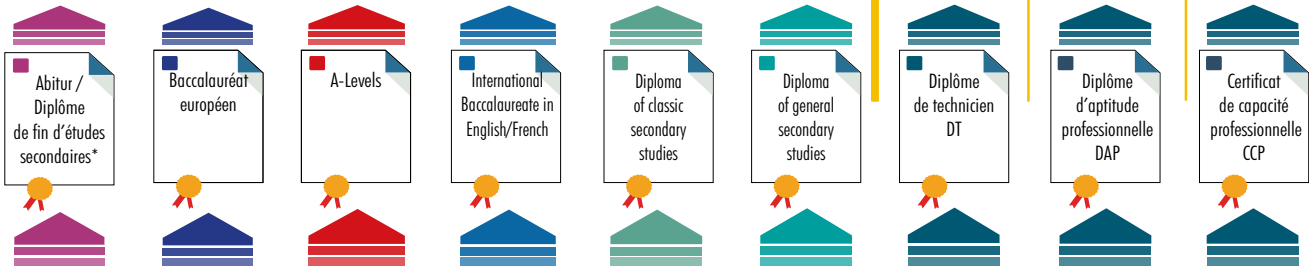 Abitur /
Diplôme
de fin d'études
secondaires*
Baccalauréat
européen
A-Levels
International
Baccalaureate in
English/French
Diploma
of classic
secondary
studies
Diploma
of general
secondary
studies
Diplôme
de technicien
DT
Diplôme
d'aptitude
professionnelle
DAP
Certificat
de capacité
professionnelle
CCP